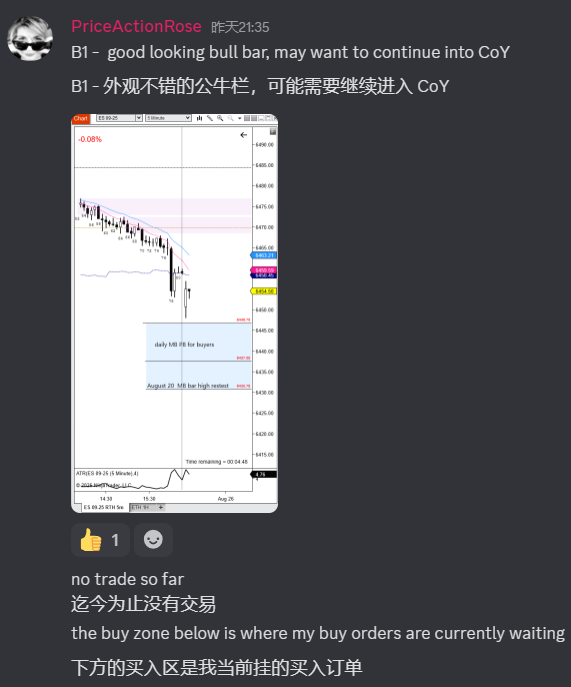 PriceActionRose 昨天21:35
B1 - good looking bull bar, may want to continue into CoY
B1 - 外观不错的公牛栏，可能需要继续进入 CoY
Chart ES 09-25 5 Minute
-0.08%
6490.00
6485.00
6480.00
6475.00
6470.00
6465.00
6463.21
6454.50
6450.00
6445.00
daily MB PB for buyers
6440.00
6435.00
August 20 MB bar high restest
6430.00
6425.00
6420.00
6415.00
Time remaining = 00:04:46
ATR(ES 09-25 (5 Minute),4)
4.76
© 2025 NinjaTrader, LLC
14:30 15:30 Aug 26
ES 09-25 RTH 5m ETH 1H +
👍 1
no trade so far
迄今为止没有交易
the buy zone below is where my buy orders are currently waiting
下方的买入区是我当前挂的买入订单